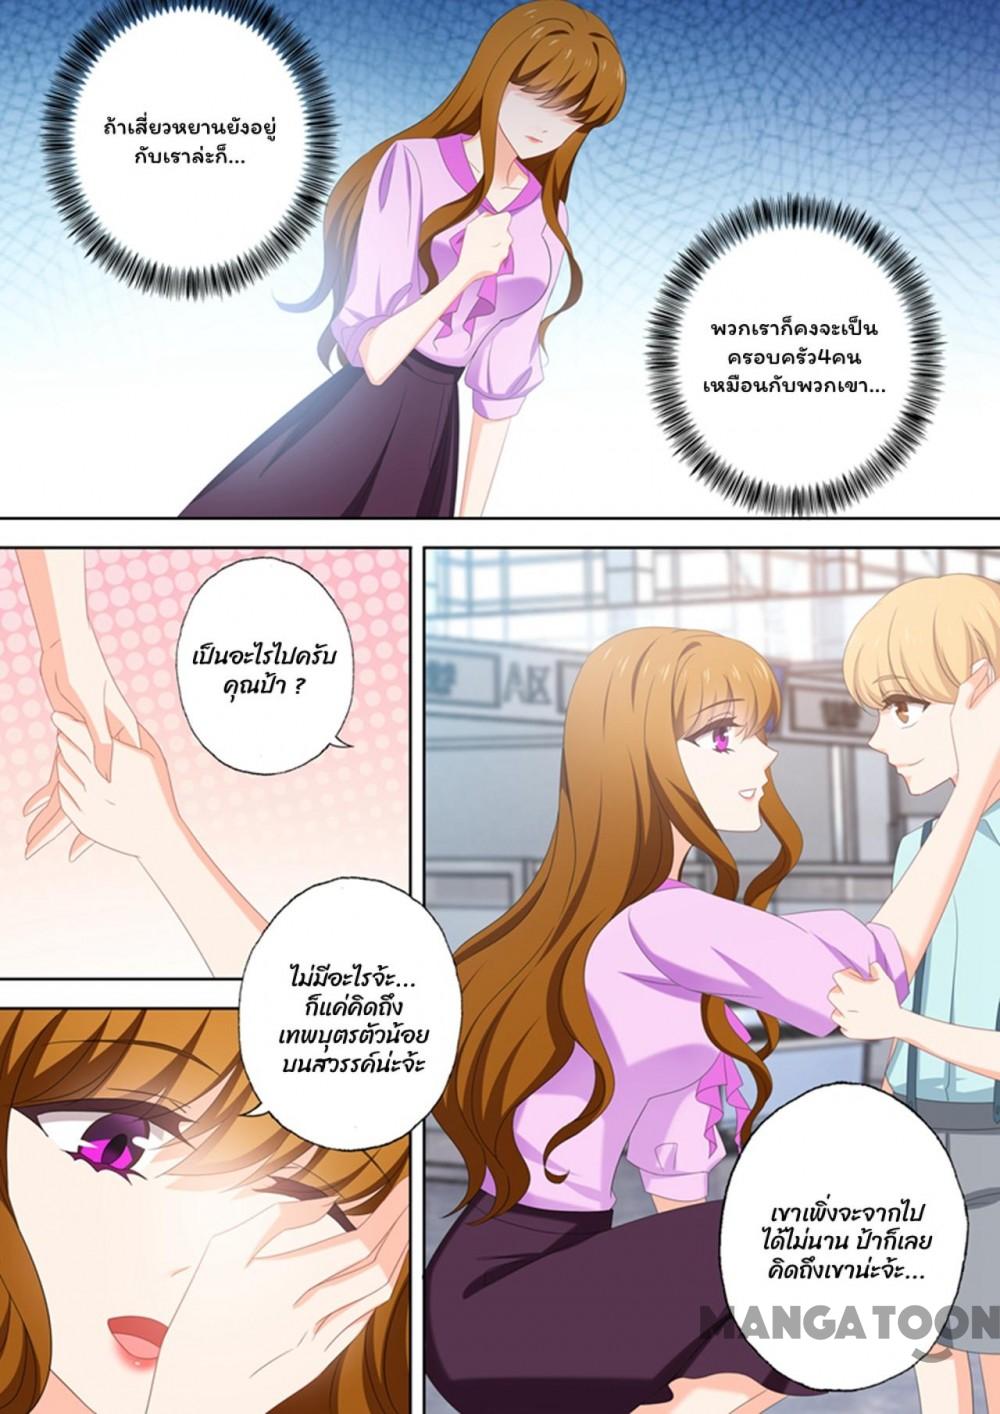 ถ้าเสี่ยวหยานยังอยู่
กับเราล่ะก็...
พวกเราก็คงจะเป็น
ครอบครัว4คน
เหมือนกับพวกเขา...
เป็นอะไรไปครับ
คุณป้า ?
ไม่มีอะไรจ้ะ...
ก็แค่คิดถึง
เทพบุตรตัวน้อย
บนสวรรค์น่ะจ้ะ
เขาเพิ่งจะจากไป
ได้ไม่นาน ป้าก็เลย
คิดถึงเขาน่ะจ้ะ...
MANGATOON